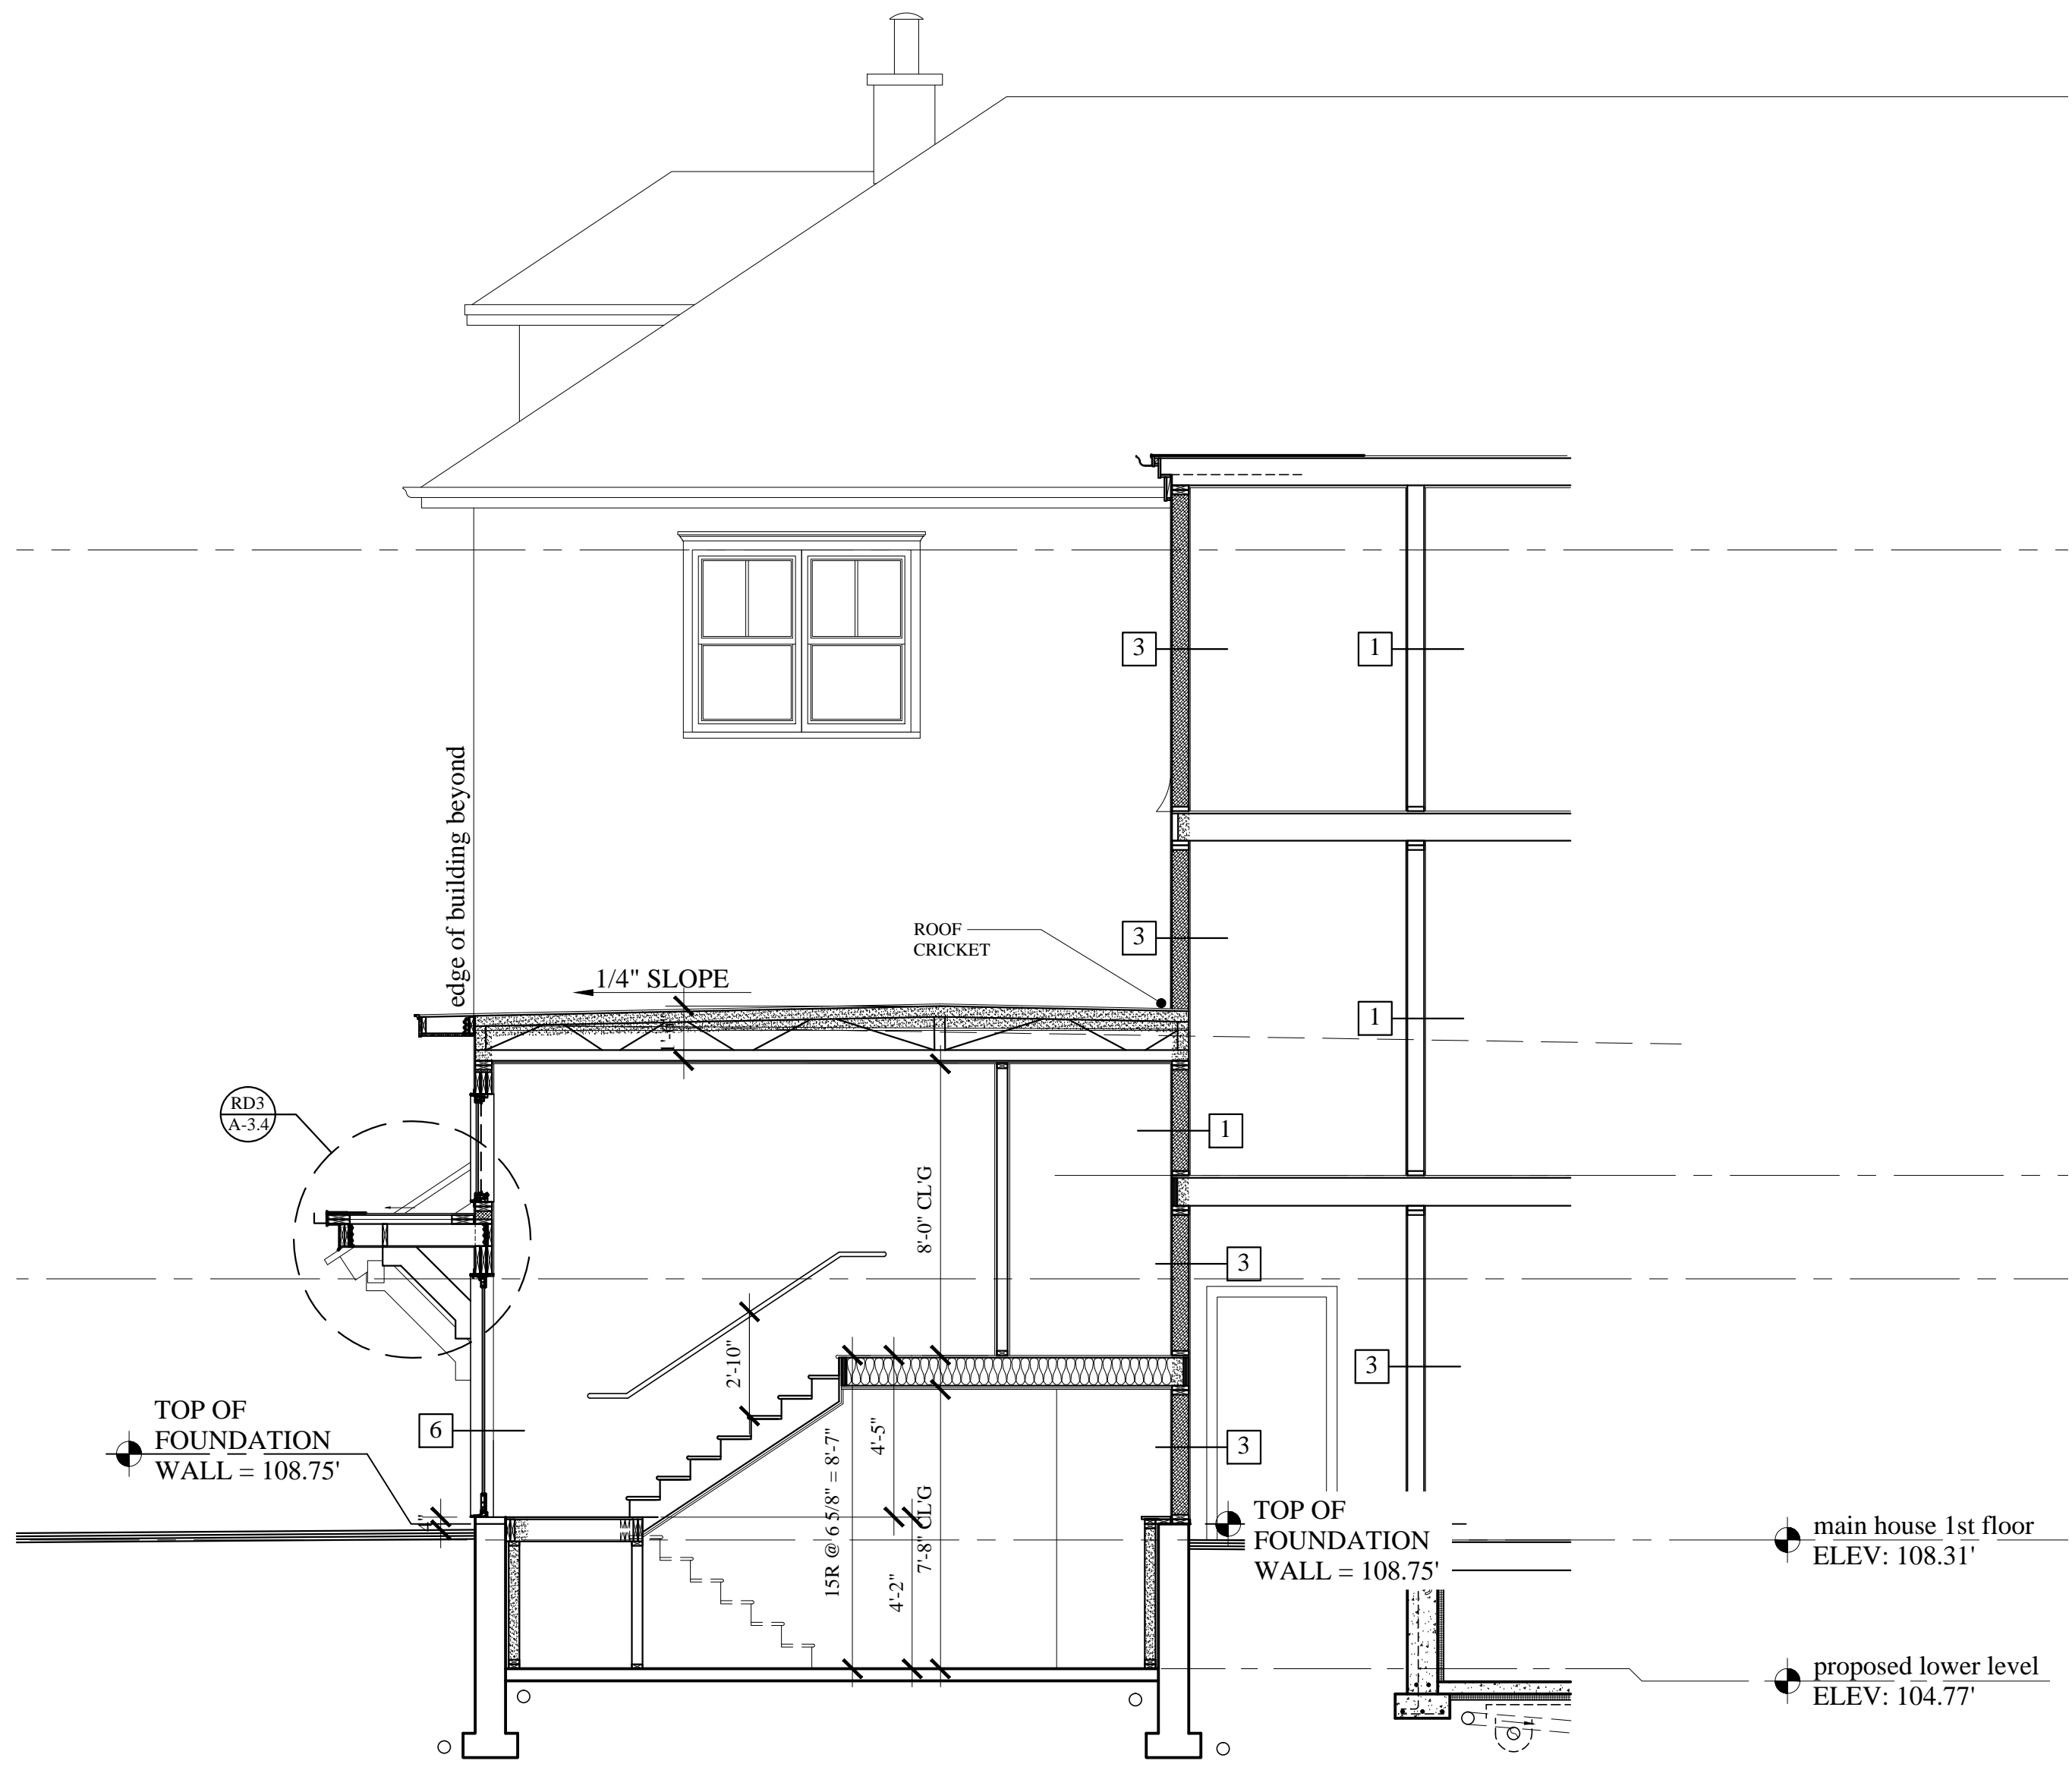 edge of building beyond
3
1
3
ROOF
CRICKET
1/4" SLOPE
1
RD3
A-3.4
1
8'-0" CL'G
3
2'-10"
3
TOP OF
FOUNDATION
WALL = 108.75'
6
4'-5"
3
15R @ 6 5/8" = 8'-7"
7'-8" CL'G
4'-2"
TOP OF
FOUNDATION
WALL = 108.75'
main house 1st floor
ELEV: 108.31'
proposed lower level
ELEV: 104.77'